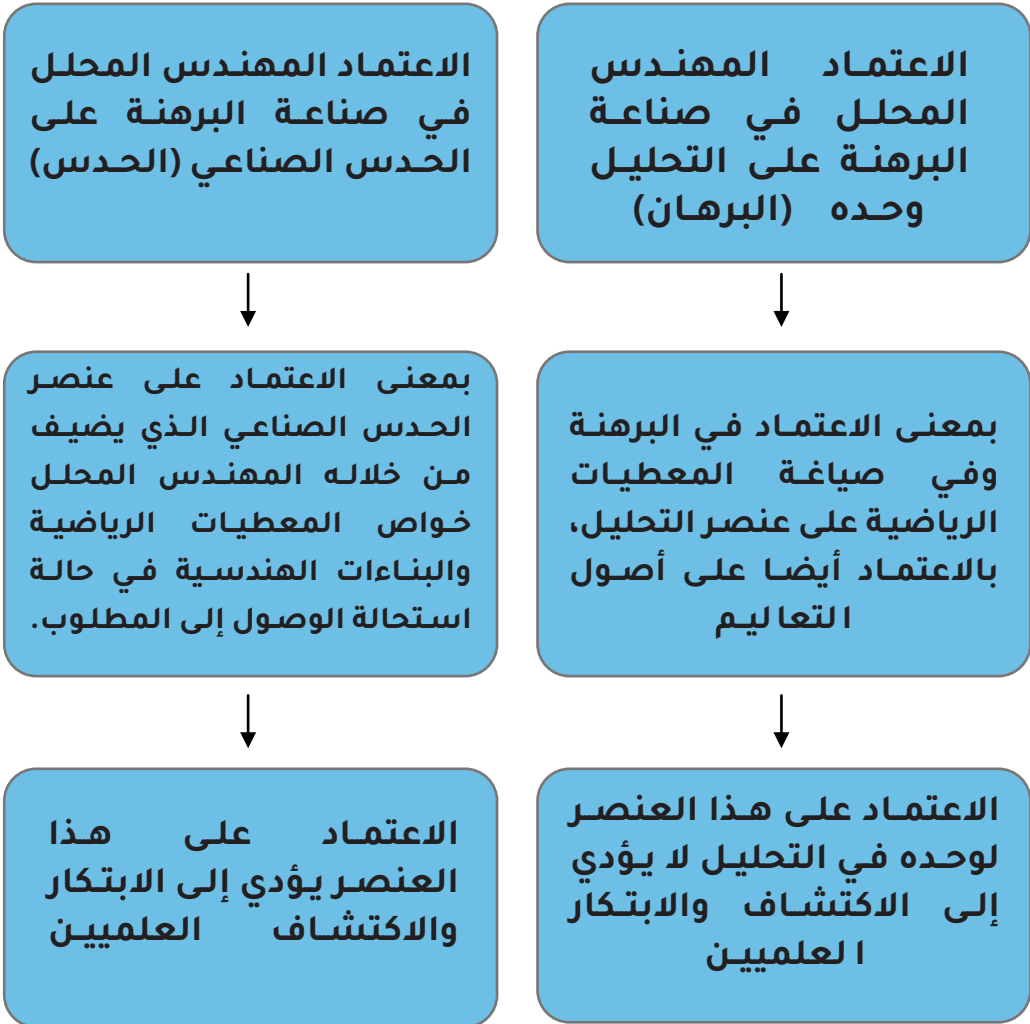 الاعتماد المهندس
المحلل في صناعة
البرهنة على التحليل
وحده (البرهان)
بمعنى الاعتماد في البرهنة
وفي صياغة المعطيات
الرياضية على عنصر التحليل،
بالاعتماد أيضا على أصول
التعاليم
الاعتماد على هذا العنصر
لوحده في التحليل لا يؤدي
إلى الاكتشاف والابتكار
العلميين
الاعتماد المهندس المحلل
في صناعة البرهنة على
الحدس الصناعي (الحدس)
بمعنى الاعتماد على عنصر
الحدس الصناعي الذي يضيف
من خلاله المهندس المحلل
خواص المعطيات الرياضية
والبناءات الهندسية في حالة
استحالة الوصول إلى المطلوب.
الاعتماد على هذا
العنصر يؤدي إلى الابتكار
والاكتشاف العلميين